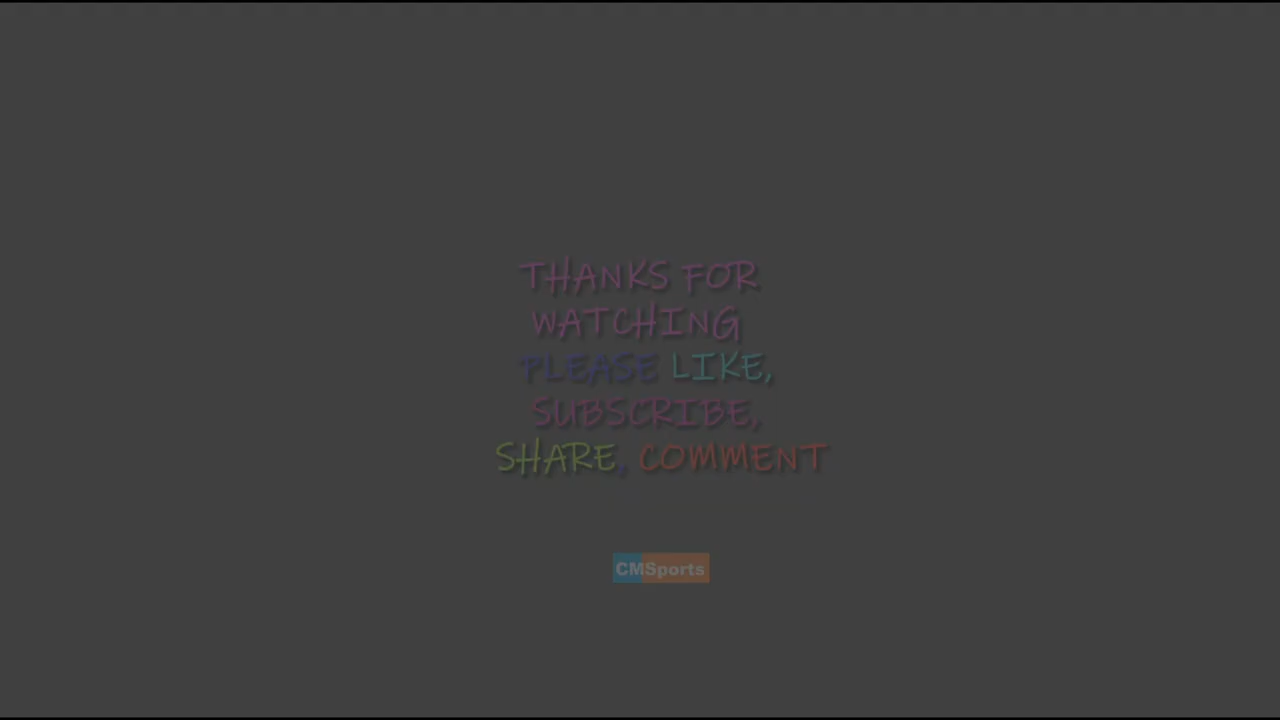 THANKS FOR
WATCHING
PLEASE LIKE,
SUBSCRIBE,
SHARE, COMMENT
CMSports